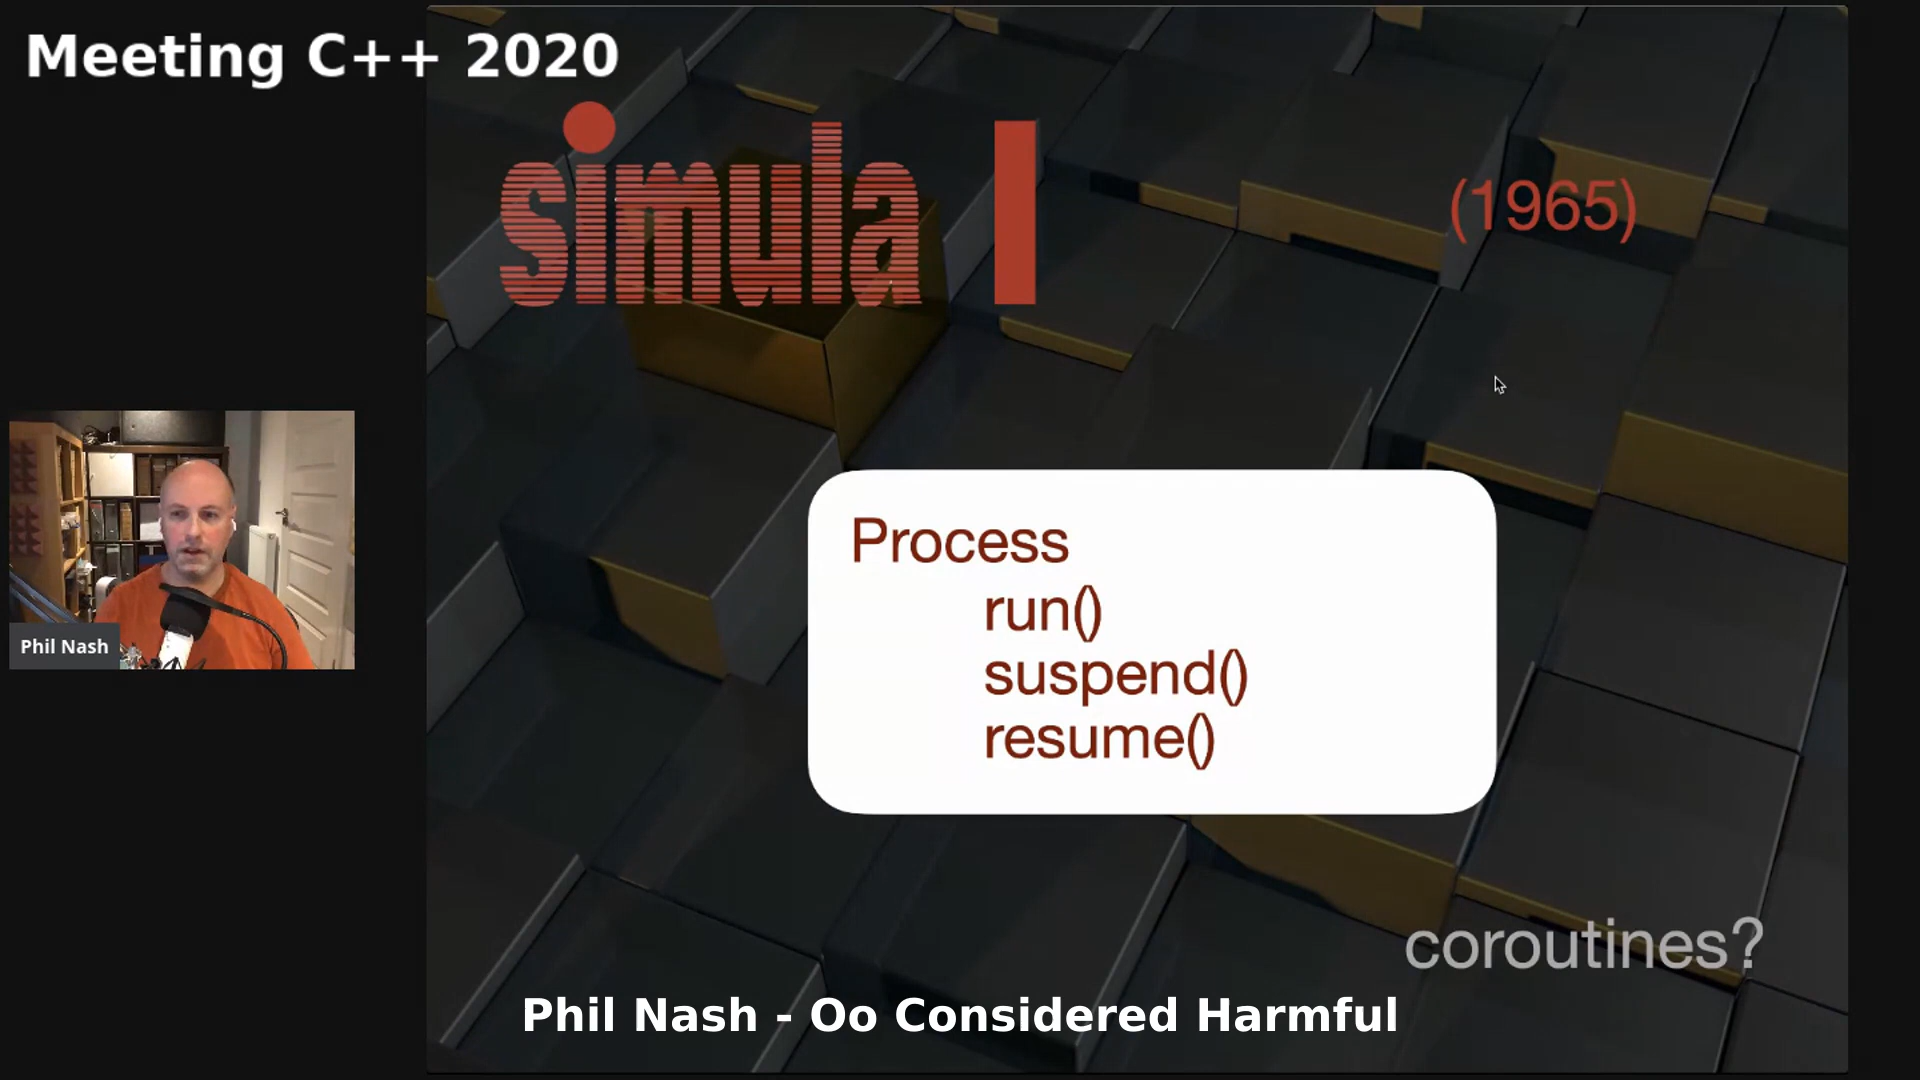 Meeting C++ 2020
simula I
(1965)
Process
run()
suspend()
resume()
Phil Nash
coroutines?
Phil Nash - Oo Considered Harmful